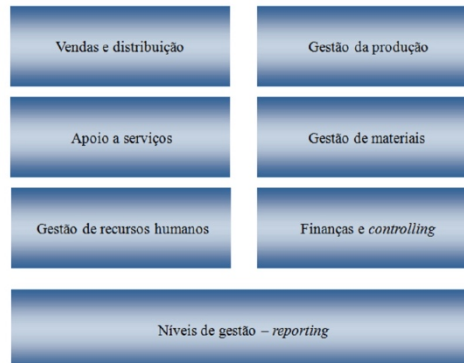 Vendas e distribuição
Gestão da produção
Apoio a serviços
Gestão de materiais
Gestão de recursos humanos
Finanças e controlling
Níveis de gestão – reporting